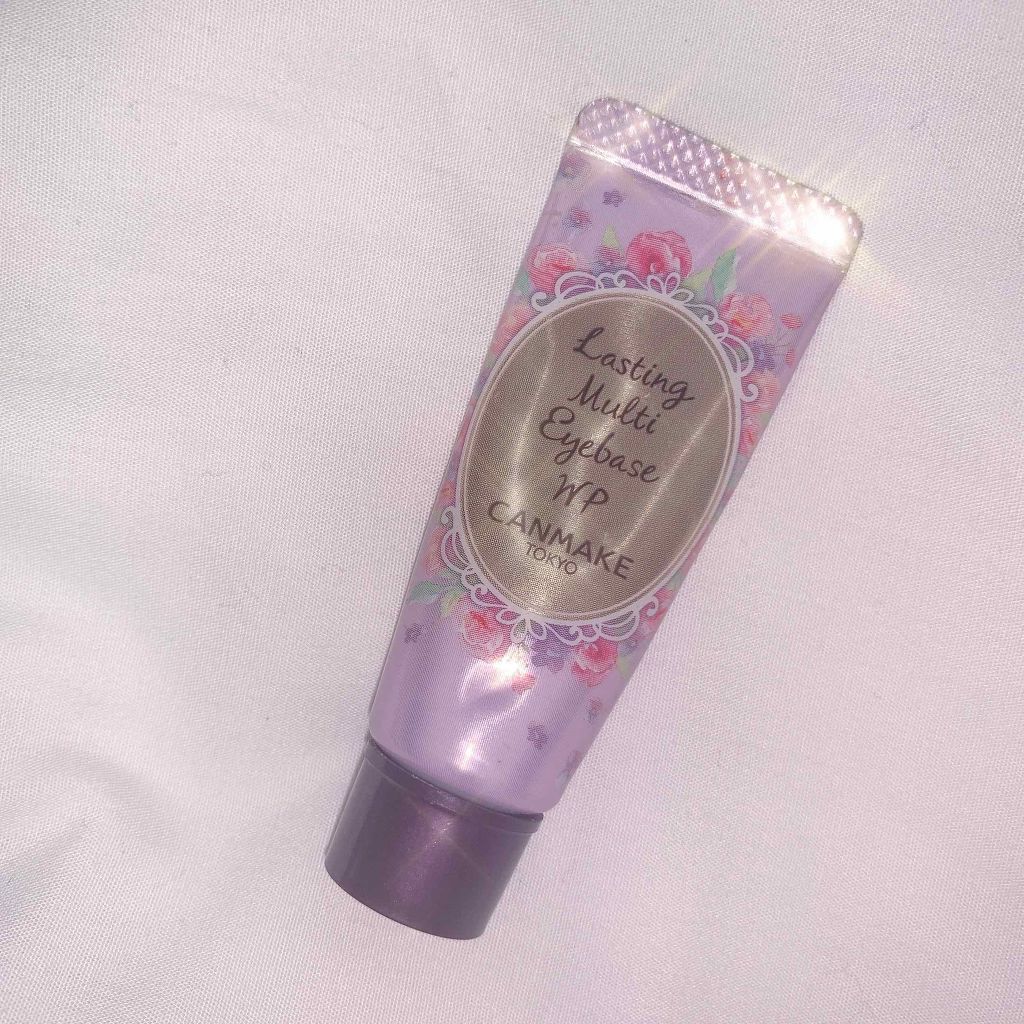 Lasting
Multi
Eyebase
WP
CANMAKE
TOKYO